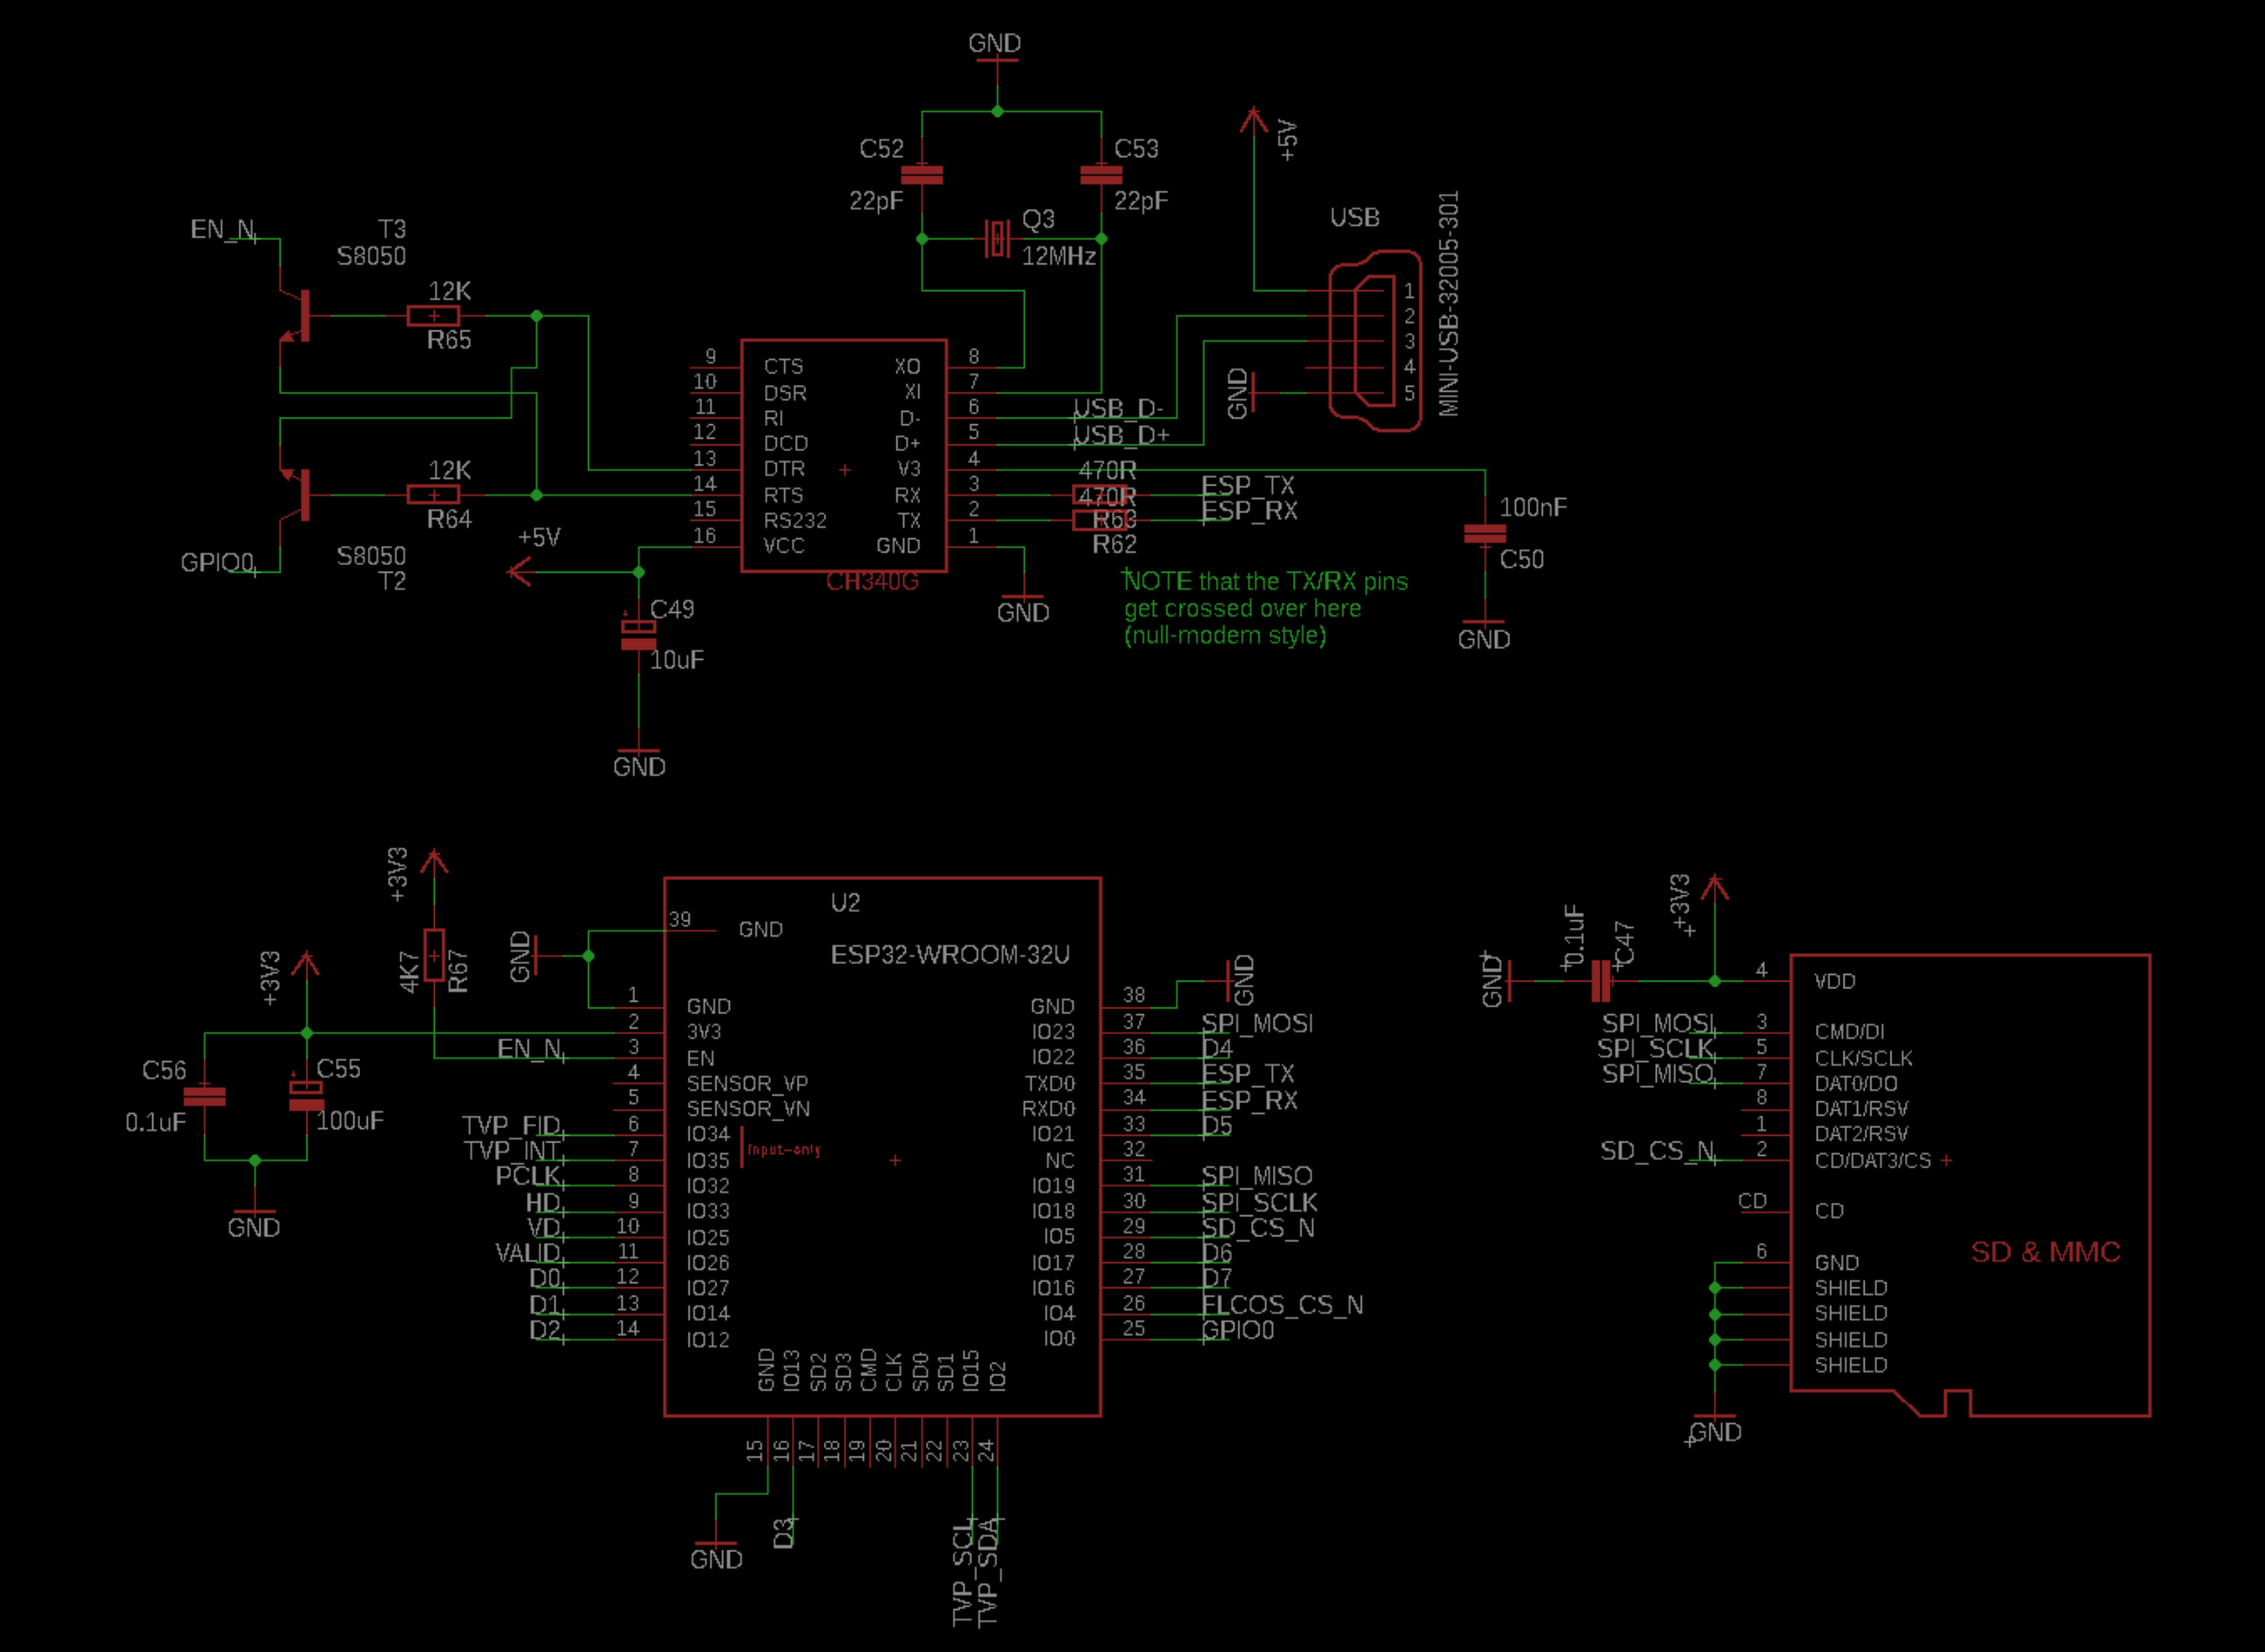 GND
C52
22pF
C53
22pF
Q3
12MHz
+5V
USB
MINI-USB-32005-301
1
2
3
4
5
GND
EN_N
T3
S8050
12K
R65
12K
R64
GPIO0
S8050
T2
+5V
C49
10uF
GND
9 CTS XO 8
10 DSR XI 7
11 RI D- 6
12 DCD D+ 5
13 DTR V3 4
14 RTS RX 3
15 RS232 TX 2
16 VCC GND 1
CH340G
USB_D-
USB_D+
470R
470R
R63
R62
ESP_TX
ESP_RX
GND
NOTE that the TX/RX pins
get crossed over here
(null-modem style)
100nF
C50
GND
+3V3
4K7
R67
+3V3
C56
0.1uF
C55
100uF
GND
GND
EN_N
U2
ESP32-WROOM-32U
39 GND
1 GND GND 38 GND
2 3V3 IO23 37 SPI_MOSI
3 EN IO22 36 D4
4 SENSOR_VP TXD0 35 ESP_TX
5 SENSOR_VN RXD0 34 ESP_RX
TVP_FID 6 IO34 IO21 33 D5
TVP_INT 7 IO35 NC 32
Input-only
PCLK 8 IO32 IO19 31 SPI_MISO
HD 9 IO33 IO18 30 SPI_SCLK
VD 10 IO25 IO5 29 SD_CS_N
VALID 11 IO26 IO17 28 D6
D0 12 IO27 IO16 27 D7
D1 13 IO14 IO4 26 FLCOS_CS_N
D2 14 IO12 IO0 25 GPIO0
GND IO13 SD2 SD3 CMD CLK SD0 SD1 IO15 IO2
15 16 17 18 19 20 21 22 23 24
GND
D3
TVP_SCL
TVP_SDA
+3V3
0.1uF
C47
GND
4 VDD
SPI_MOSI 3 CMD/DI
SPI_SCLK 5 CLK/SCLK
SPI_MISO 7 DAT0/DO
8 DAT1/RSV
1 DAT2/RSV
SD_CS_N 2 CD/DAT3/CS
CD CD
6 GND
SD & MMC
SHIELD
SHIELD
SHIELD
SHIELD
GND